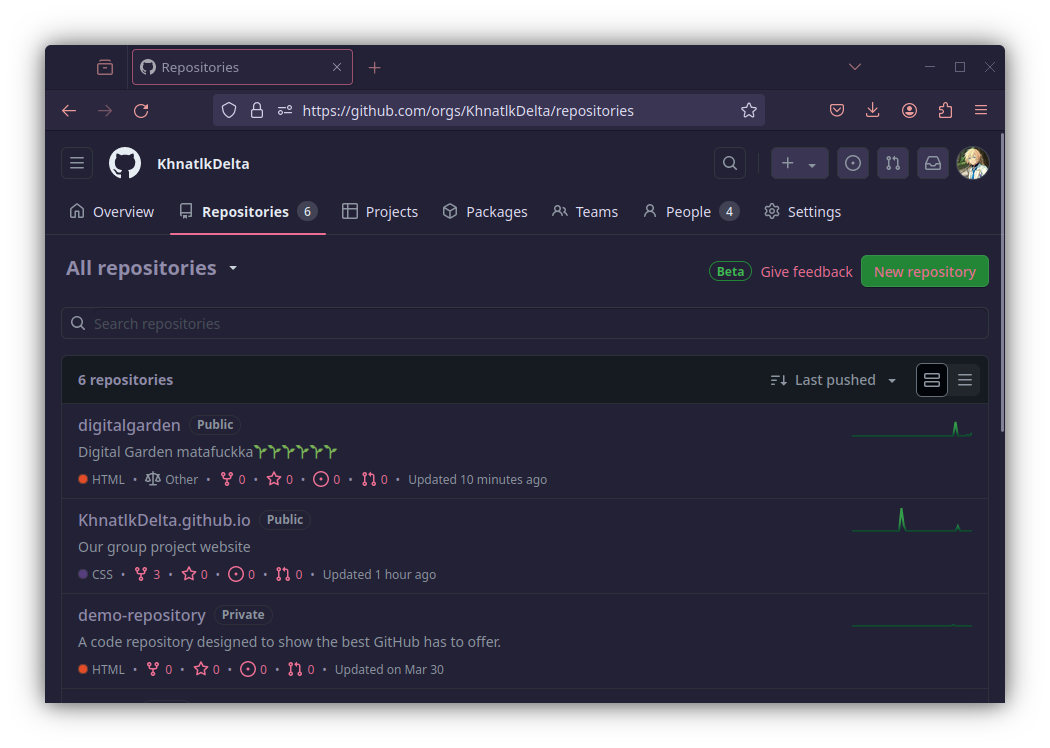 Repositories
https://github.com/orgs/KhnatlkDelta/repositories
KhnatlkDelta
Overview Repositories 6 Projects Packages Teams People 4 Settings
All repositories Beta Give feedback New repository
Search repositories
6 repositories Last pushed
digitalgarden Public
Digital Garden matafuckka🌱🌱🌱🌱🌱🌱
HTML • Other • 0 • 0 • 0 • 0 • Updated 10 minutes ago
KhnatlkDelta.github.io Public
Our group project website
CSS • 3 • 0 • 0 • 0 • Updated 1 hour ago
demo-repository Private
A code repository designed to show the best GitHub has to offer.
HTML • 0 • 0 • 0 • 0 • Updated on Mar 30